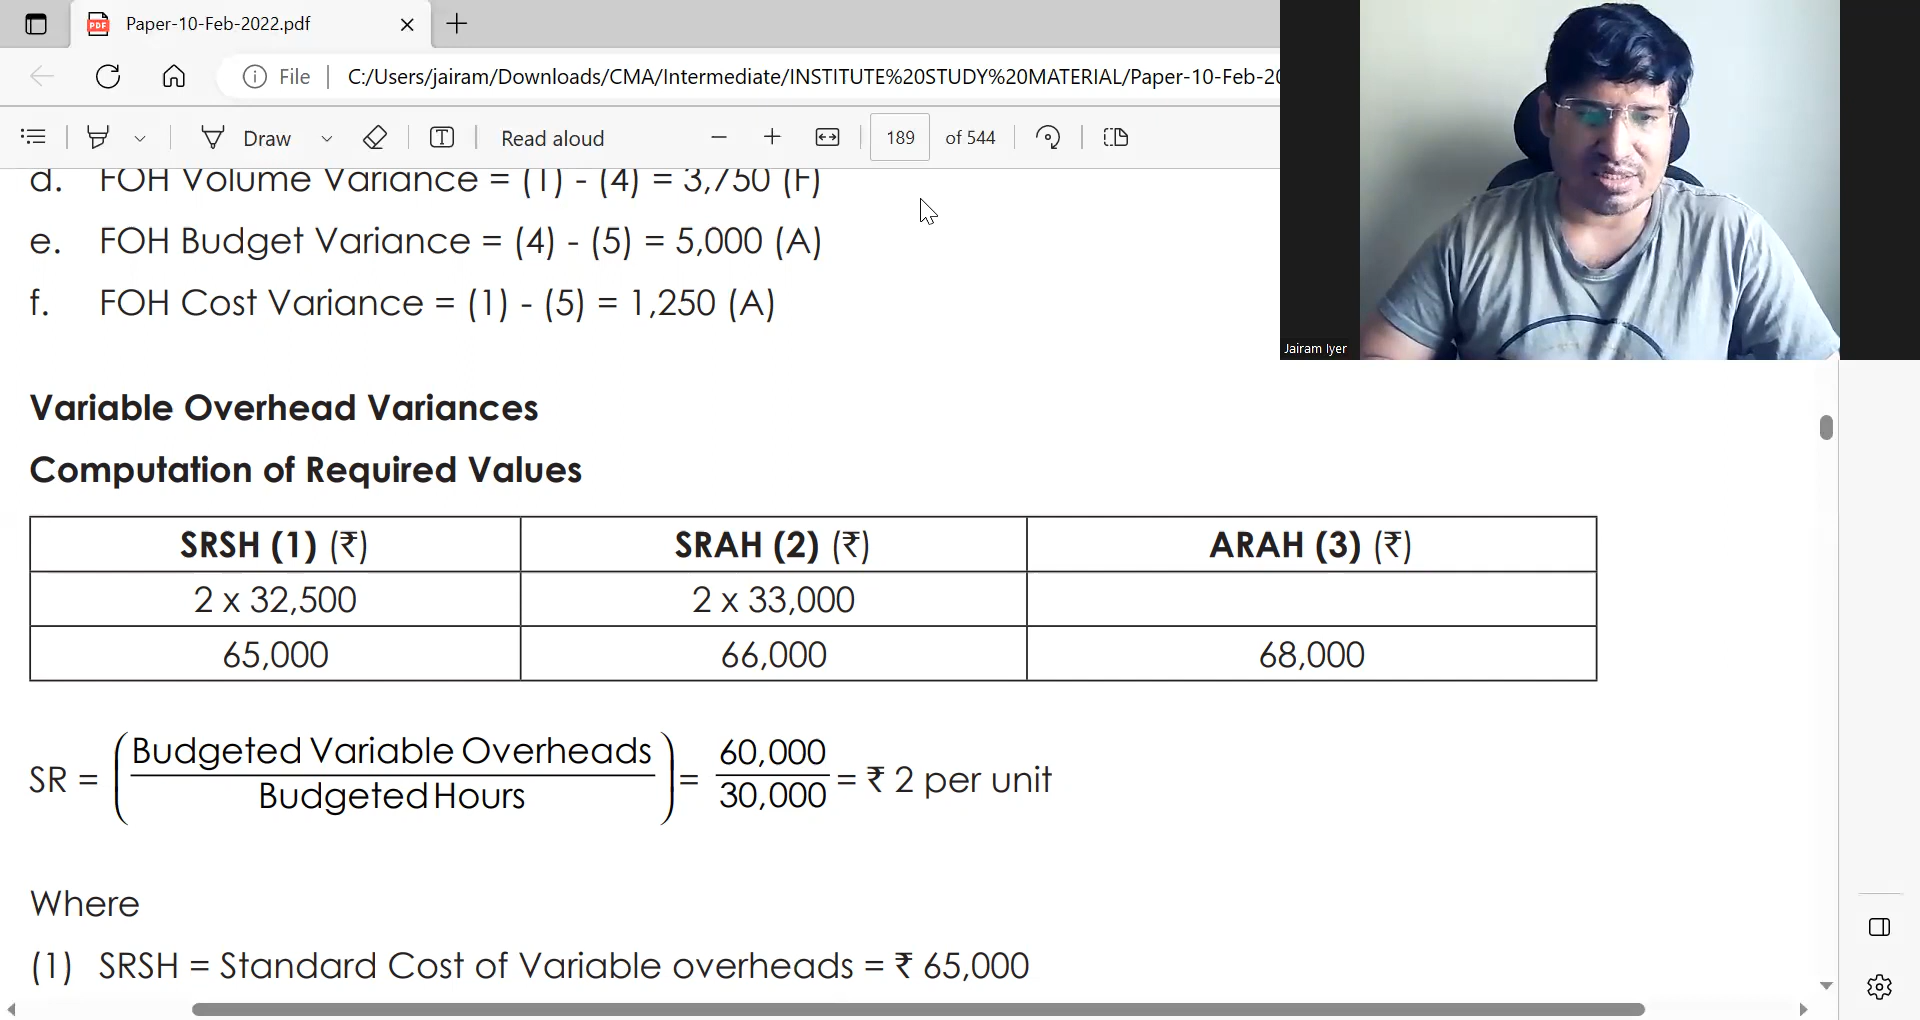 Paper-10-Feb-2022.pdf
File | C:/Users/jairam/Downloads/CMA/Intermediate/INSTITUTE%20STUDY%20MATERIAL/Paper-10-Feb-20
Draw Read aloud 189 of 544
d. FOH Volume Variance = (1) - (4) = 3,750 (F)
e. FOH Budget Variance = (4) - (5) = 5,000 (A)
f. FOH Cost Variance = (1) - (5) = 1,250 (A)
Jairam Iyer
Variable Overhead Variances
Computation of Required Values
SRSH (1) (₹) SRAH (2) (₹) ARAH (3) (₹)
2 x 32,500 2 x 33,000
65,000 66,000 68,000
SR = (Budgeted Variable Overheads / Budgeted Hours) = 60,000 / 30,000 = ₹ 2 per unit
Where
(1) SRSH = Standard Cost of Variable overheads = ₹ 65,000